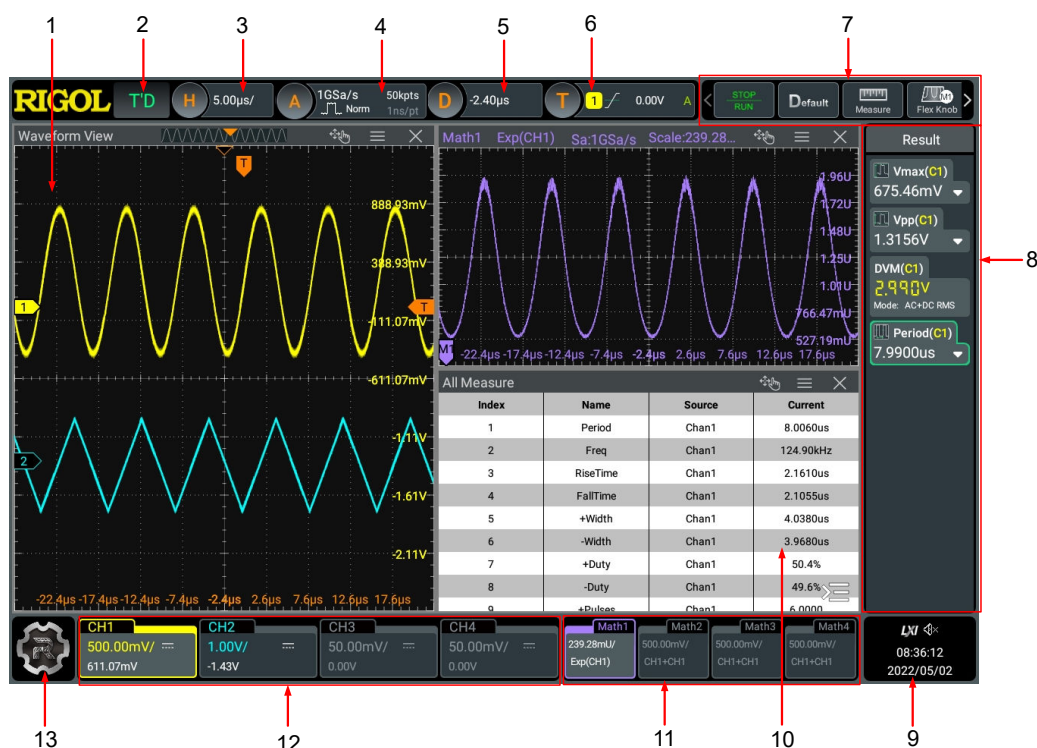 1 2 3 4 5 6 7
RIGOL T'D H 5.00μs/ A 1GSa/s Norm 50kpts 1ns/pt D -2.40μs T 1 0.00V A < STOP RUN Default Measure Flex Knob >
Waveform View
T
888.93mV
388.93mV
1 T
-111.07mV
-611.07mV
-1.11V
2
-1.61V
-2.11V
-22.4μs -17.4μs -12.4μs -7.4μs -2.4μs 2.6μs 7.6μs 12.6μs 17.6μs
Math1 Exp(CH1) Sa:1GSa/s Scale:239.28...
1.96U
1.72U
1.48U
1.25U
1.01U
766.47mU
527.19mU
M1
-22.4μs -17.4μs -12.4μs -7.4μs -2.4μs 2.6μs 7.6μs 12.6μs 17.6μs
All Measure
Index Name Source Current
1 Period Chan1 8.0060us
2 Freq Chan1 124.90kHz
3 RiseTime Chan1 2.1610us
4 FallTime Chan1 2.1055us
5 +Width Chan1 4.0380us
6 -Width Chan1 3.9680us
7 +Duty Chan1 50.4%
8 -Duty Chan1 49.6%
9 +Pulses Chan1 6.0000
Result
Vmax(C1)
675.46mV
Vpp(C1)
1.3156V
DVM(C1)
2.990V
Mode: AC+DC RMS
Period(C1)
7.9900us
8
CH1
500.00mV/
611.07mV
CH2
1.00V/
-1.43V
CH3
50.00mV/
0.00V
CH4
50.00mV/
0.00V
Math1
239.28mU/
Exp(CH1)
Math2
500.00mV/
CH1+CH1
Math3
500.00mV/
CH1+CH1
Math4
500.00mV/
CH1+CH1
LXI
08:36:12
2022/05/02
13 12 11 10 9